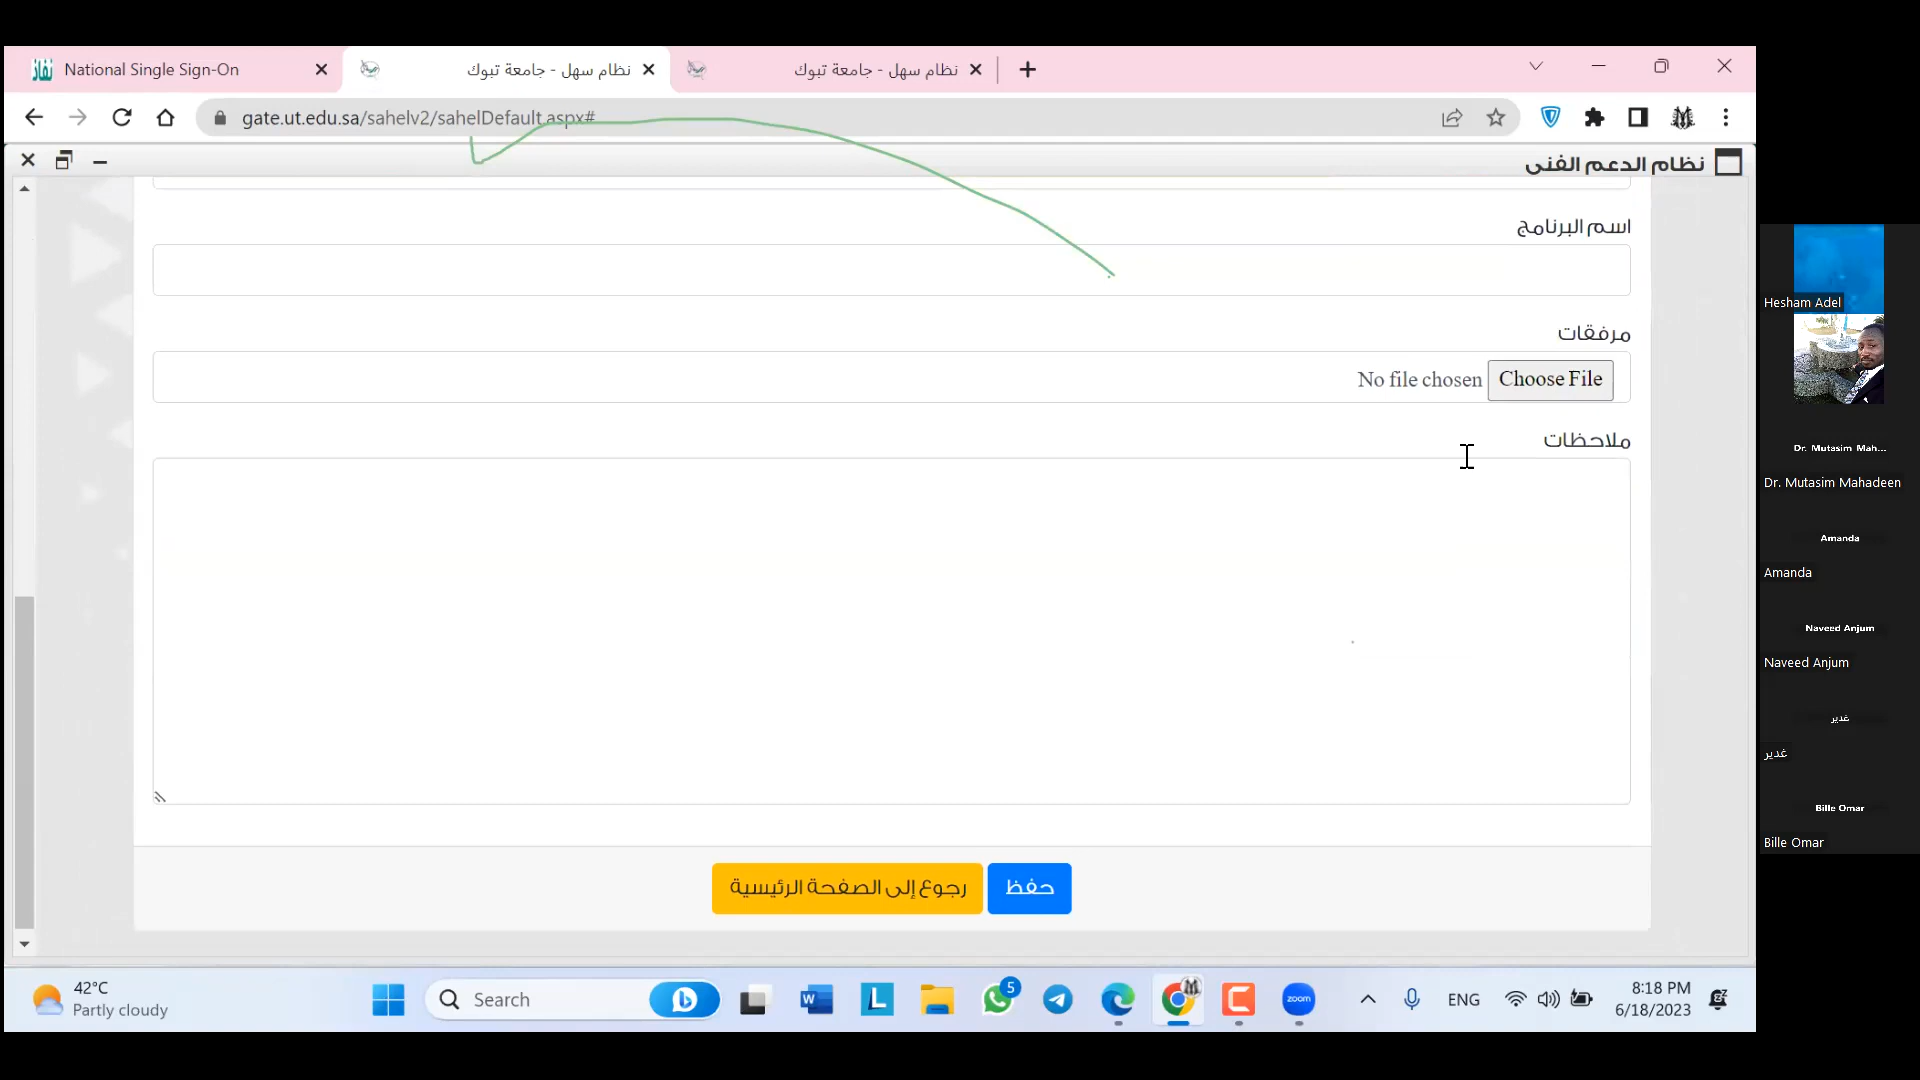 National Single Sign-On
نظام سهل - جامعة تبوك
نظام سهل - جامعة تبوك
gate.ut.edu.sa/sahelv2/sahelDefault.aspx#
نظام الدعم الفنى
اسم البرنامج
مرفقات
Choose File No file chosen
ملاحظات
حفظ
رجوع إلى الصفحة الرئيسية
Hesham Adel
Dr. Mutasim Mah...
Dr. Mutasim Mahadeen
Amanda
Amanda
Naveed Anjum
Naveed Anjum
غدير
غدير
Bille Omar
Bille Omar
42°C
Partly cloudy
Search
W
L
5
zoom
ENG
8:18 PM
6/18/2023